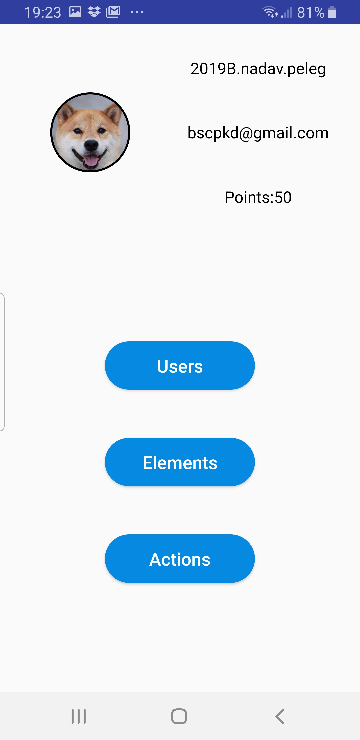 19:23
81%
2019B.nadav.peleg
bscpkd@gmail.com
Points:50
Users
Elements
Actions